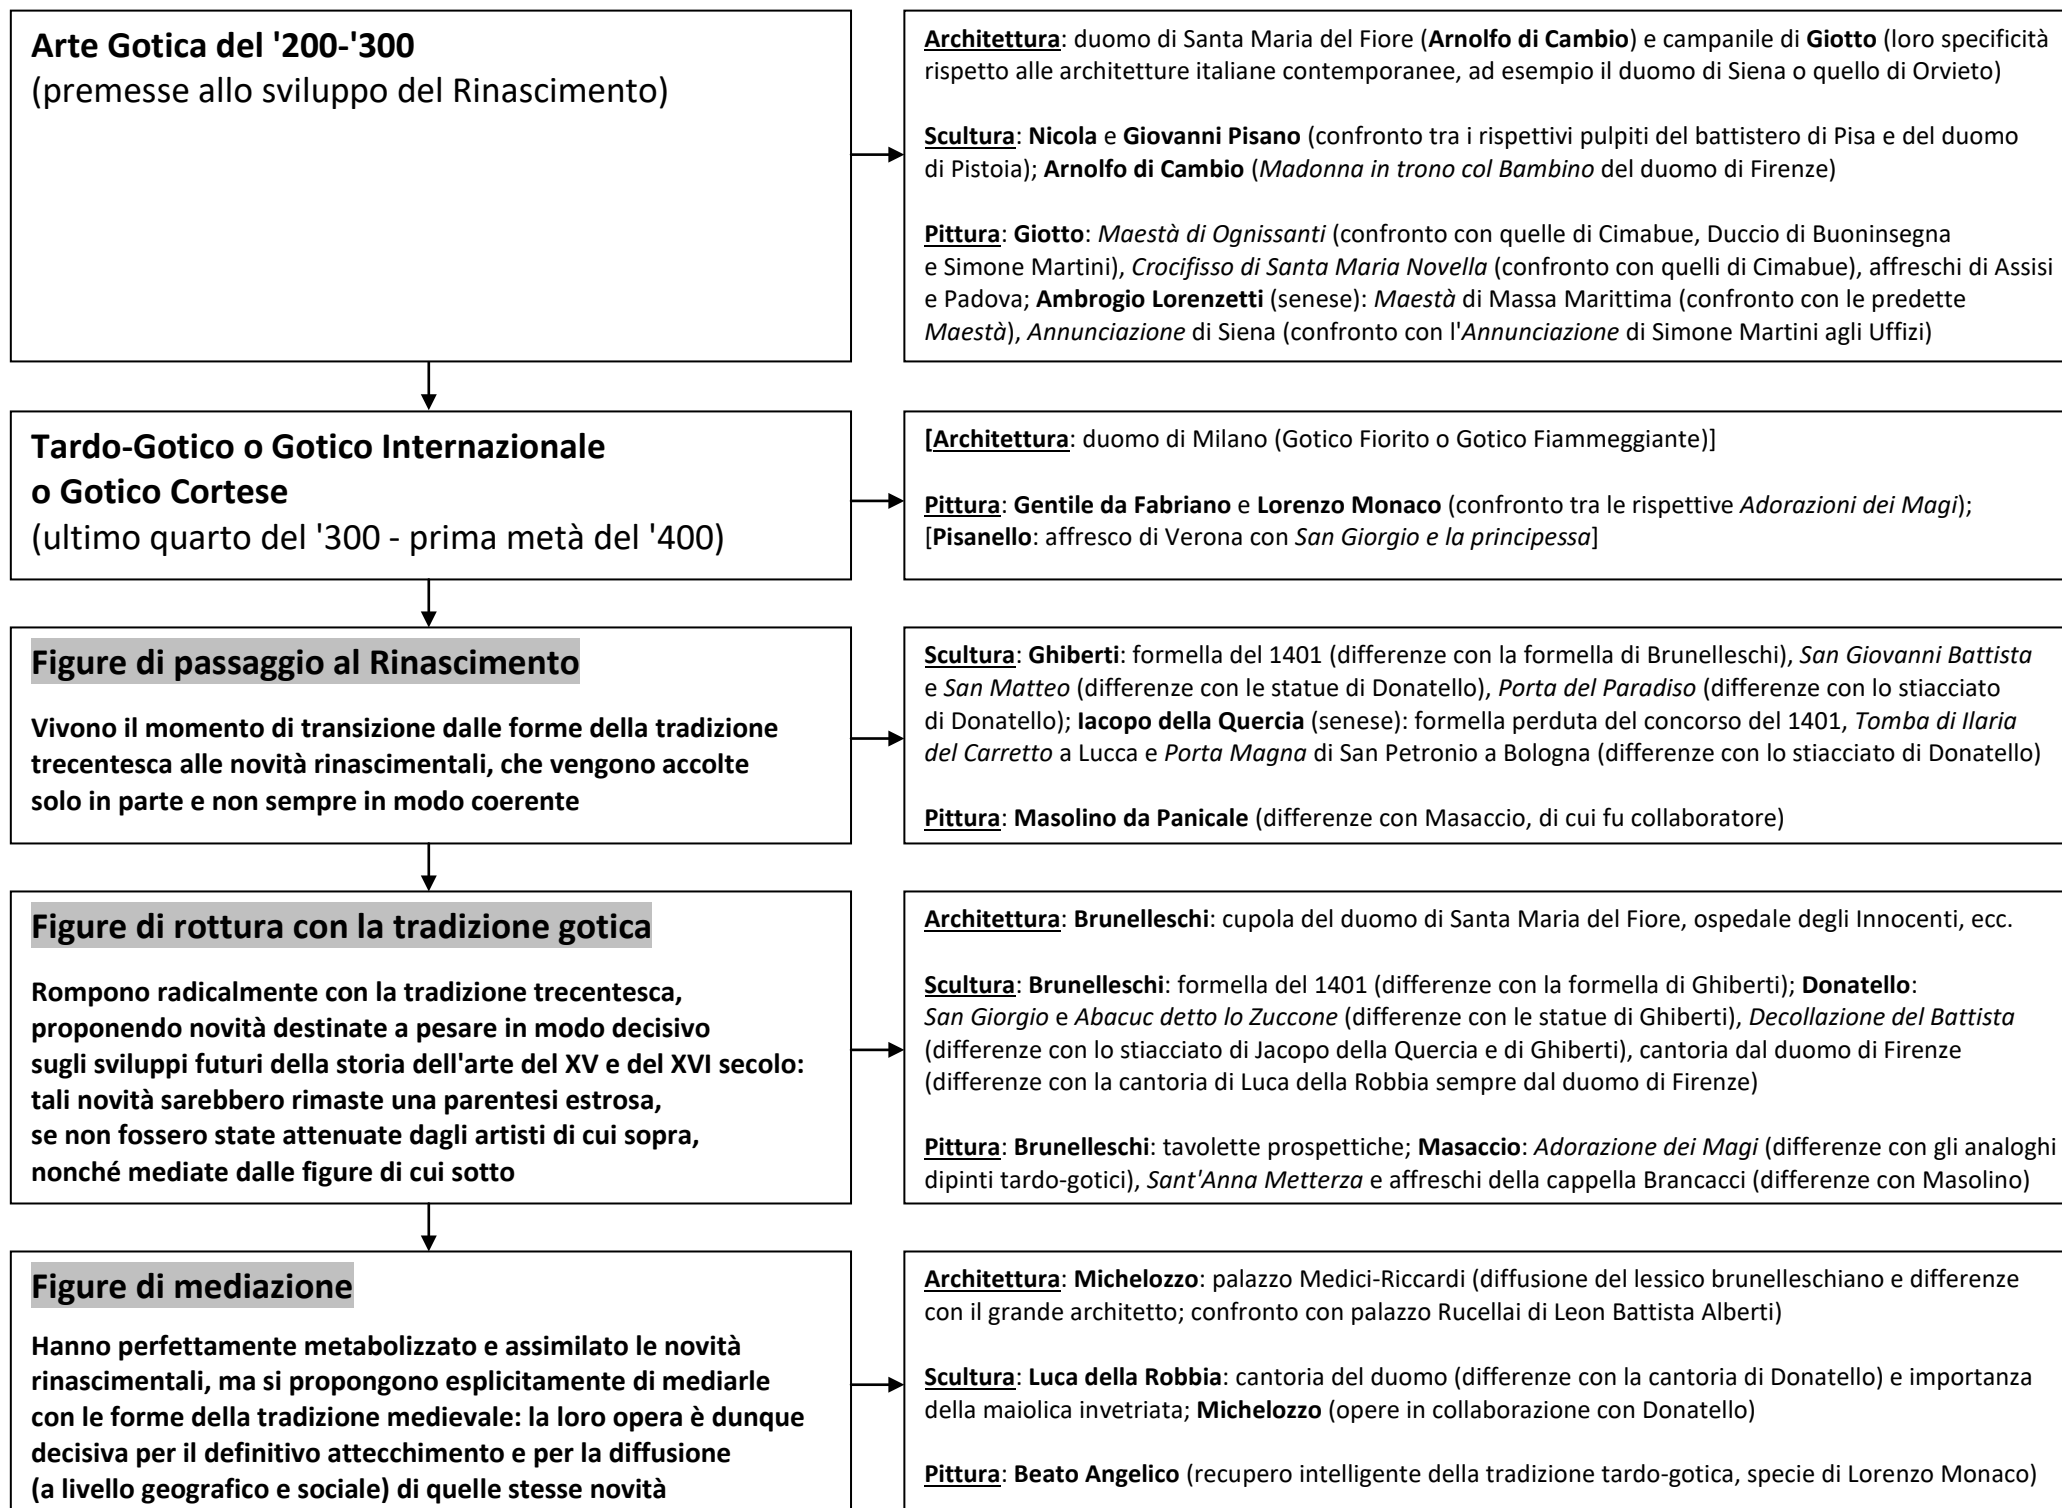 Arte Gotica del '200-'300
(premesse allo sviluppo del Rinascimento)
Architettura: duomo di Santa Maria del Fiore (Arnolfo di Cambio) e campanile di Giotto (loro specificità
rispetto alle architetture italiane contemporanee, ad esempio il duomo di Siena o quello di Orvieto)
Scultura: Nicola e Giovanni Pisano (confronto tra i rispettivi pulpiti del battistero di Pisa e del duomo
di Pistoia); Arnolfo di Cambio (Madonna in trono col Bambino del duomo di Firenze)
Pittura: Giotto: Maestà di Ognissanti (confronto con quelle di Cimabue, Duccio di Buoninsegna
e Simone Martini), Crocifisso di Santa Maria Novella (confronto con quelli di Cimabue), affreschi di Assisi
e Padova; Ambrogio Lorenzetti (senese): Maestà di Massa Marittima (confronto con le predette
Maestà), Annunciazione di Siena (confronto con l'Annunciazione di Simone Martini agli Uffizi)
Tardo-Gotico o Gotico Internazionale
o Gotico Cortese
(ultimo quarto del '300 - prima metà del '400)
[Architettura: duomo di Milano (Gotico Fiorito o Gotico Fiammeggiante)]
Pittura: Gentile da Fabriano e Lorenzo Monaco (confronto tra le rispettive Adorazioni dei Magi);
[Pisanello: affresco di Verona con San Giorgio e la principessa]
Figure di passaggio al Rinascimento
Vivono il momento di transizione dalle forme della tradizione
trecentesca alle novità rinascimentali, che vengono accolte
solo in parte e non sempre in modo coerente
Scultura: Ghiberti: formella del 1401 (differenze con la formella di Brunelleschi), San Giovanni Battista
e San Matteo (differenze con le statue di Donatello), Porta del Paradiso (differenze con lo stiacciato
di Donatello); Iacopo della Quercia (senese): formella perduta del concorso del 1401, Tomba di Ilaria
del Carretto a Lucca e Porta Magna di San Petronio a Bologna (differenze con lo stiacciato di Donatello)
Pittura: Masolino da Panicale (differenze con Masaccio, di cui fu collaboratore)
Figure di rottura con la tradizione gotica
Rompono radicalmente con la tradizione trecentesca,
proponendo novità destinate a pesare in modo decisivo
sugli sviluppi futuri della storia dell'arte del XV e del XVI secolo:
tali novità sarebbero rimaste una parentesi estrosa,
se non fossero state attenuate dagli artisti di cui sopra,
nonché mediate dalle figure di cui sotto
Architettura: Brunelleschi: cupola del duomo di Santa Maria del Fiore, ospedale degli Innocenti, ecc.
Scultura: Brunelleschi: formella del 1401 (differenze con la formella di Ghiberti); Donatello:
San Giorgio e Abacuc detto lo Zuccone (differenze con le statue di Ghiberti), Decollazione del Battista
(differenze con lo stiacciato di Jacopo della Quercia e di Ghiberti), cantoria dal duomo di Firenze
(differenze con la cantoria di Luca della Robbia sempre dal duomo di Firenze)
Pittura: Brunelleschi: tavolette prospettiche; Masaccio: Adorazione dei Magi (differenze con gli analoghi
dipinti tardo-gotici), Sant'Anna Metterza e affreschi della cappella Brancacci (differenze con Masolino)
Figure di mediazione
Hanno perfettamente metabolizzato e assimilato le novità
rinascimentali, ma si propongono esplicitamente di mediarle
con le forme della tradizione medievale: la loro opera è dunque
decisiva per il definitivo attecchimento e per la diffusione
(a livello geografico e sociale) di quelle stesse novità
Architettura: Michelozzo: palazzo Medici-Riccardi (diffusione del lessico brunelleschiano e differenze
con il grande architetto; confronto con palazzo Rucellai di Leon Battista Alberti)
Scultura: Luca della Robbia: cantoria del duomo (differenze con la cantoria di Donatello) e importanza
della maiolica invetriata; Michelozzo (opere in collaborazione con Donatello)
Pittura: Beato Angelico (recupero intelligente della tradizione tardo-gotica, specie di Lorenzo Monaco)